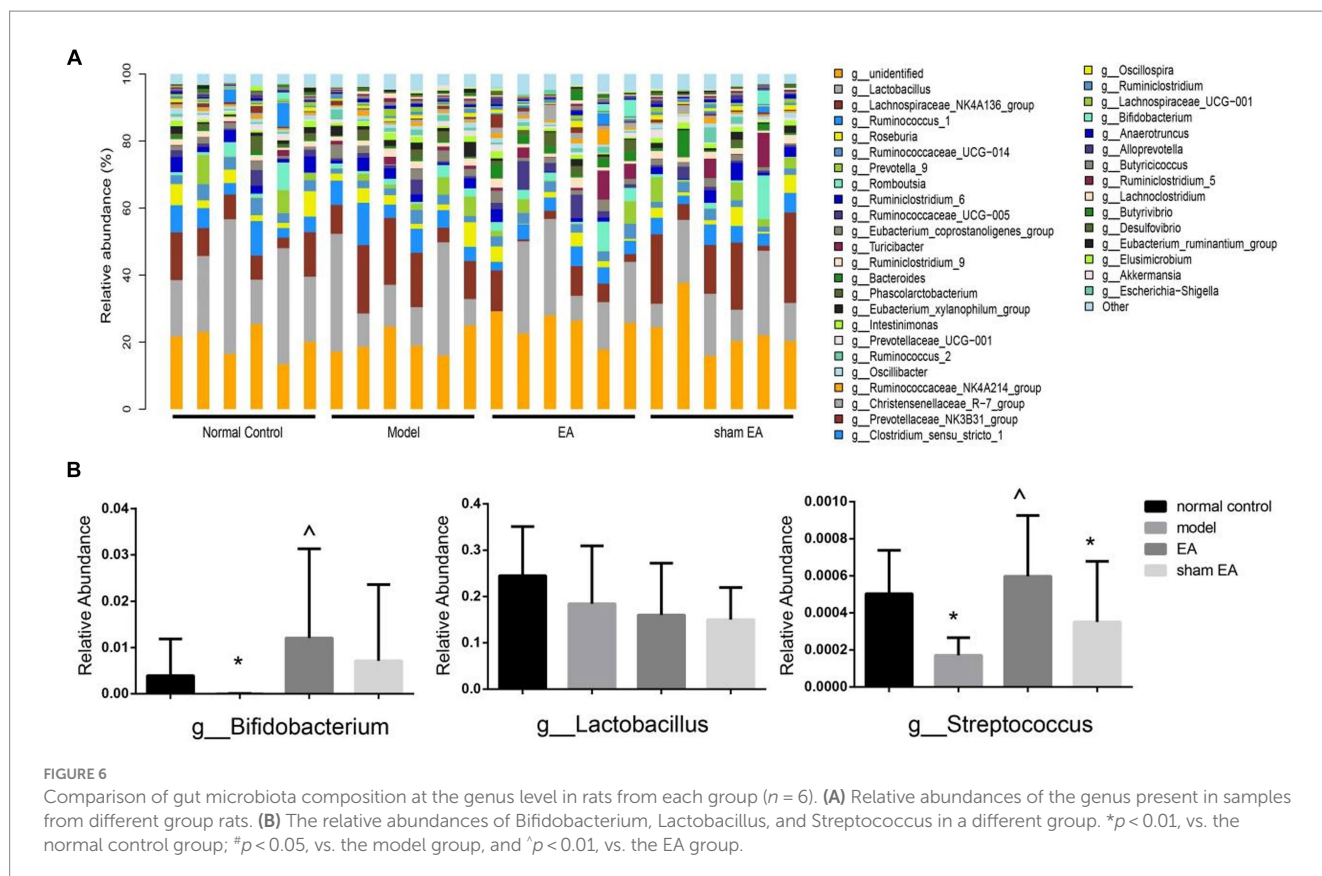 A
Relative abundance (%)
100
80
60
40
20
0
Normal Control
Model
EA
sham EA
g__unidentified
g__Lactobacillus
g__Lachnospiraceae_NK4A136_group
g__Ruminococcus_1
g__Roseburia
g__Ruminococcaceae_UCG-014
g__Prevotella_9
g__Romboutsia
g__Ruminiclostridium_6
g__Ruminococcaceae_UCG-005
g__Eubacterium_coprostanoligenes_group
g__Turicibacter
g__Ruminiclostridium_9
g__Bacteroides
g__Phascolarctobacterium
g__Eubacterium_xylanophilum_group
g__Intestinimonas
g__Prevotellaceae_UCG-001
g__Ruminococcus_2
g__Oscillibacter
g__Ruminococcaceae_NK4A214_group
g__Christensenellaceae_R-7_group
g__Prevotellaceae_NK3B31_group
g__Clostridium_sensu_stricto_1
g__Oscillospira
g__Ruminiclostridium
g__Lachnospiraceae_UCG-001
g__Bifidobacterium
g__Anaerotruncus
g__Alloprevotella
g__Butyricicoccus
g__Ruminiclostridium_5
g__Lachnoclostridium
g__Butyrivibrio
g__Desulfovibrio
g__Eubacterium_ruminantium_group
g__Elusimicrobium
g__Akkermansia
g__Escherichia-Shigella
Other
B
Relative Abundance
0.04
0.03
0.02
0.01
0.00
*
^
g__Bifidobacterium
Relative Abundance
0.4
0.3
0.2
0.1
0.0
g__Lactobacillus
Relative Abundance
0.0010
0.0008
0.0006
0.0004
0.0002
0.0000
*
^
*
g__Streptococcus
normal control
model
EA
sham EA
FIGURE 6
Comparison of gut microbiota composition at the genus level in rats from each group (n = 6). (A) Relative abundances of the genus present in samples
from different group rats. (B) The relative abundances of Bifidobacterium, Lactobacillus, and Streptococcus in a different group. *p < 0.01, vs. the
normal control group; #p < 0.05, vs. the model group, and ^p < 0.01, vs. the EA group.